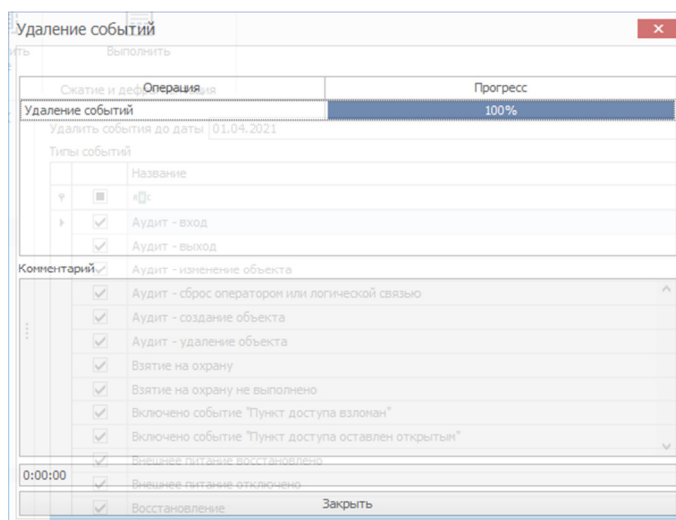 Удаление событий
Выполнить
Сжатие и дефрагментация
Операция
Прогресс
Удаление событий
100%
Удалить события до даты 01.04.2021
Типы событий
Название
Аудит - вход
Аудит - выход
Комментарий
Аудит - изменение объекта
Аудит - сброс оператором или логической связью
Аудит - создание объекта
Аудит - удаление объекта
Взятие на охрану
Взятие на охрану не выполнено
Включено событие "Пункт доступа взломан"
Включено событие "Пункт доступа оставлен открытым"
Внешнее питание восстановлено
0:00:00
Внешнее питание отключено
Восстановление
Закрыть